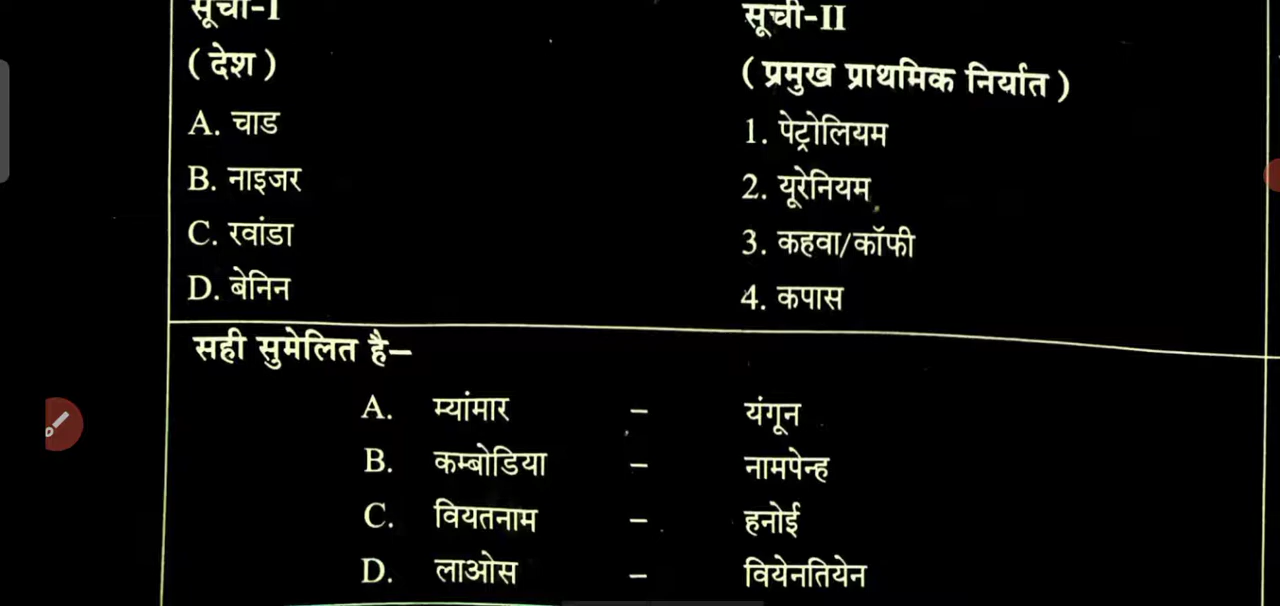 सूची-I सूची-II
( देश ) ( प्रमुख प्राथमिक निर्यात )
A. चाड 1. पेट्रोलियम
B. नाइजर 2. यूरेनियम
C. रवांडा 3. कहवा/कॉफी
D. बेनिन 4. कपास
सही सुमेलित है–
A. म्यांमार – यंगून
B. कम्बोडिया – नामपेन्ह
C. वियतनाम – हनोई
D. लाओस – वियेनतियेन